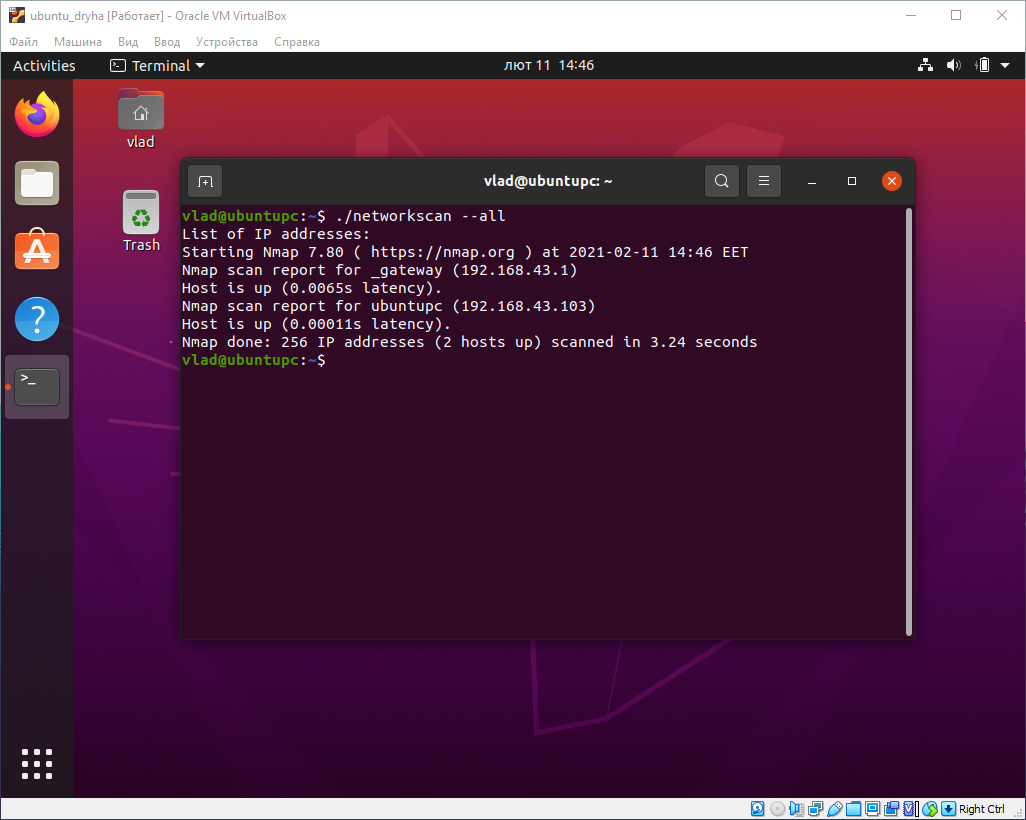 ubuntu_dryha [Работает] - Oracle VM VirtualBox
Файл Машина Вид Ввод Устройства Справка
Activities Terminal лют 11 14:46
vlad
Trash
vlad@ubuntupc: ~
vlad@ubuntupc:~$ ./networkscan --all
List of IP addresses:
Starting Nmap 7.80 ( https://nmap.org ) at 2021-02-11 14:46 EET
Nmap scan report for _gateway (192.168.43.1)
Host is up (0.0065s latency).
Nmap scan report for ubuntupc (192.168.43.103)
Host is up (0.00011s latency).
Nmap done: 256 IP addresses (2 hosts up) scanned in 3.24 seconds
vlad@ubuntupc:~$
Right Ctrl